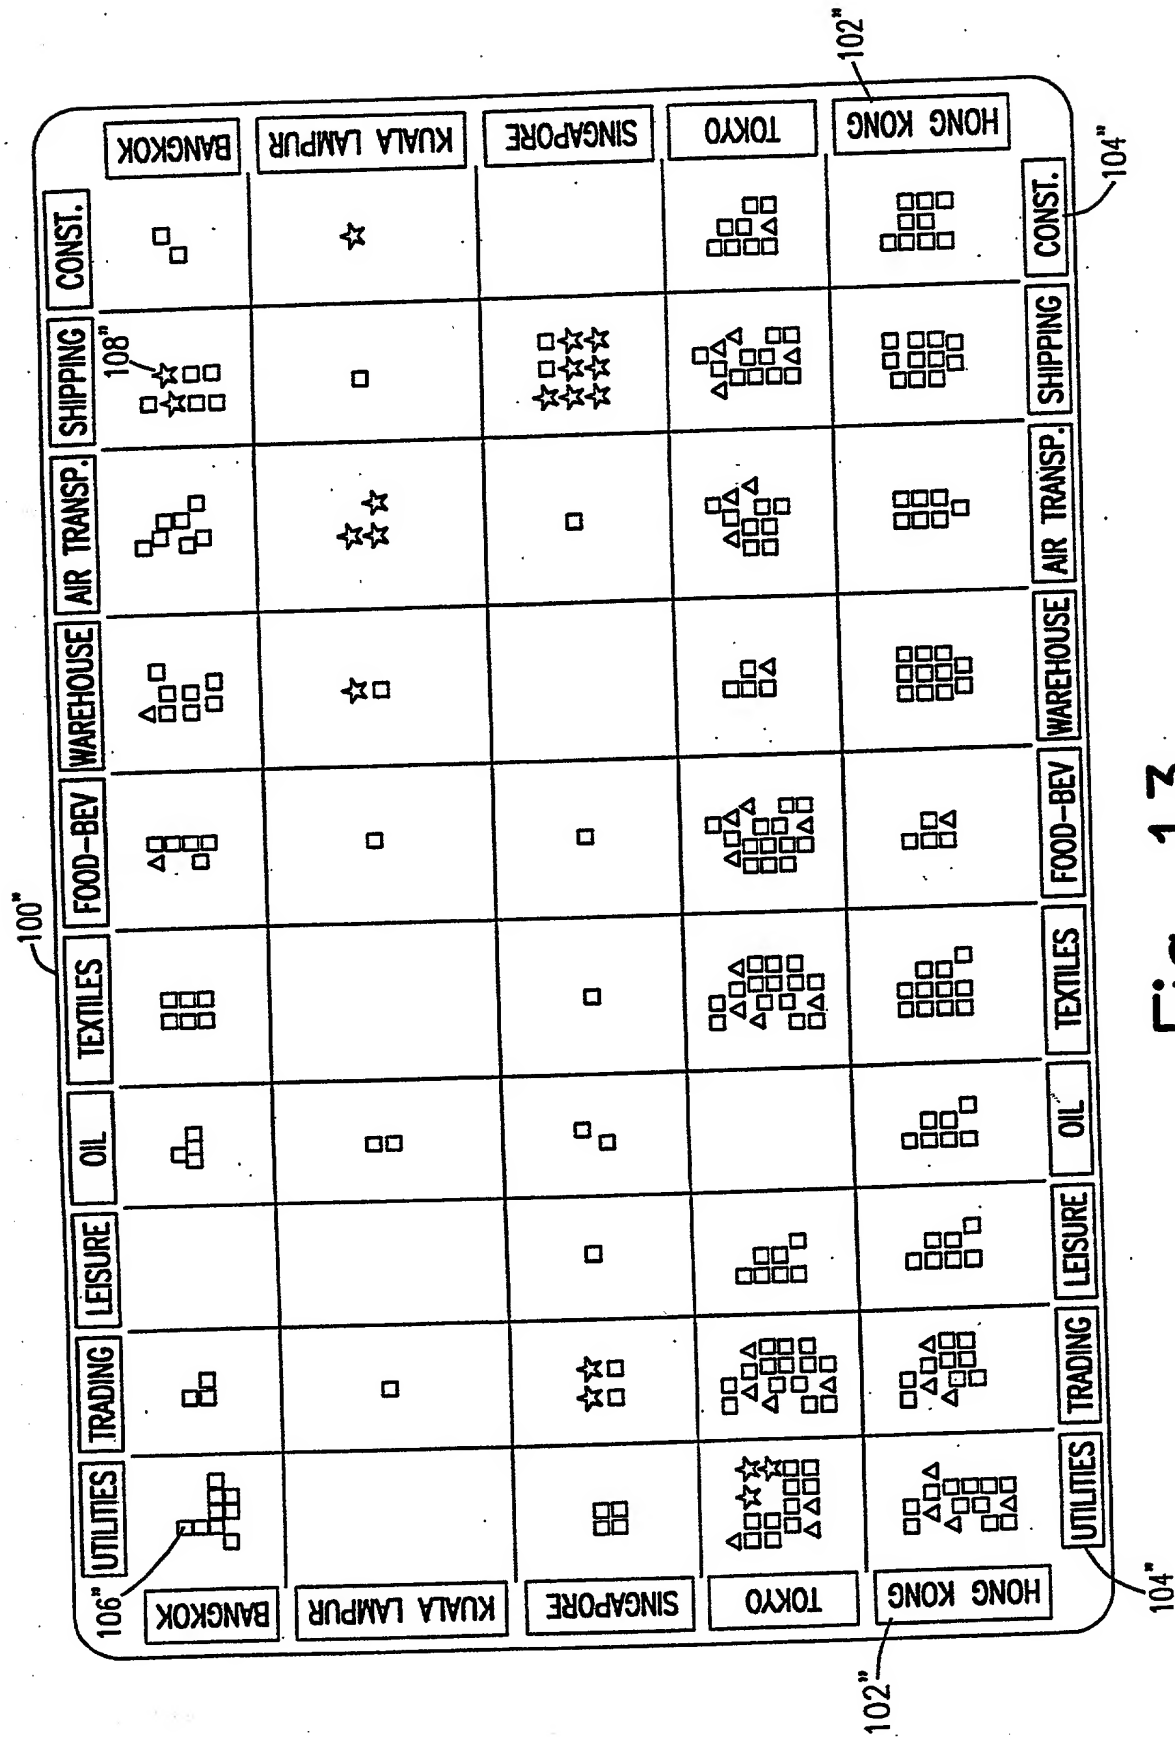 100"
UTILITIES TRADING LEISURE OIL TEXTILES FOOD-BEV WAREHOUSE AIR TRANSP. SHIPPING CONST.
106"
108"
BANGKOK BANGKOK
KUALA LAMPUR KUALA LAMPUR
SINGAPORE SINGAPORE
TOKYO TOKYO
HONG KONG HONG KONG
102" 102"
UTILITIES TRADING LEISURE OIL TEXTILES FOOD-BEV WAREHOUSE AIR TRANSP. SHIPPING CONST.
104" 104"
Fig. 13